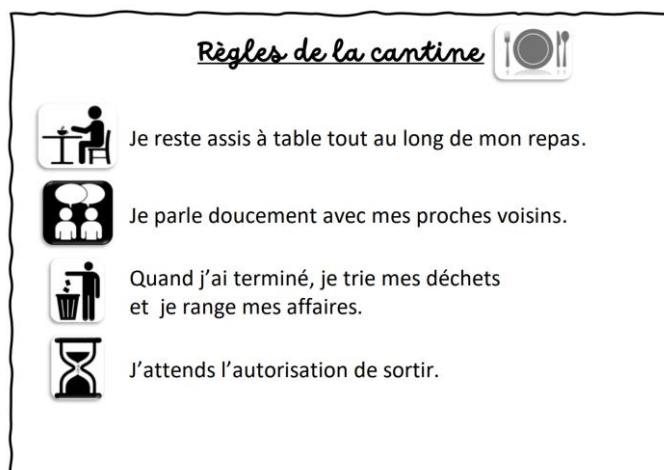 Règles de la cantine
Je reste assis à table tout au long de mon repas.
Je parle doucement avec mes proches voisins.
Quand j'ai terminé, je trie mes déchets
et je range mes affaires.
J'attends l'autorisation de sortir.